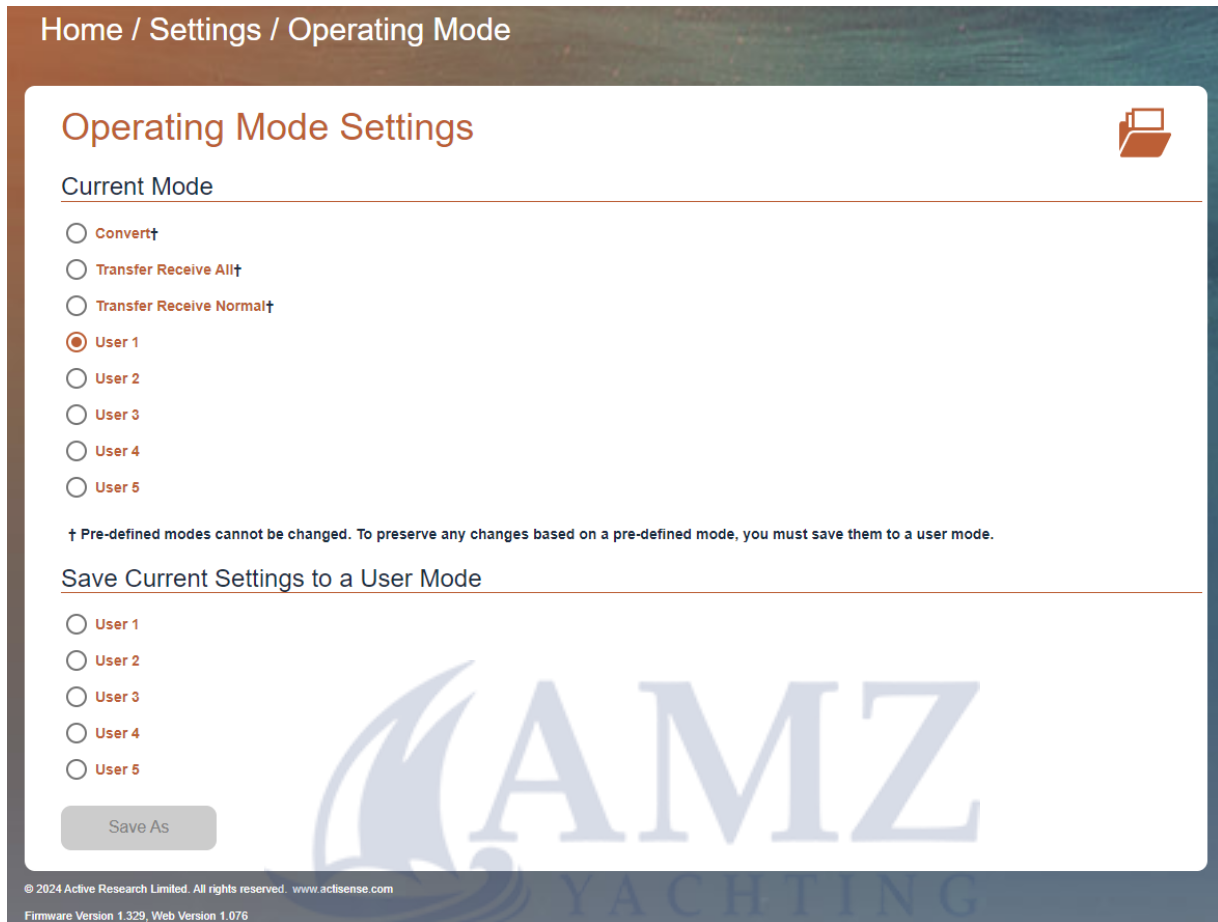 Home / Settings / Operating Mode
Operating Mode Settings
Current Mode
Convert†
Transfer Receive All†
Transfer Receive Normal†
User 1
User 2
User 3
User 4
User 5
† Pre-defined modes cannot be changed. To preserve any changes based on a pre-defined mode, you must save them to a user mode.
Save Current Settings to a User Mode
User 1
User 2
User 3
User 4
User 5
Save As
AMZ
YACHTING
© 2024 Active Research Limited. All rights reserved. www.actisense.com
Firmware Version 1.329, Web Version 1.076